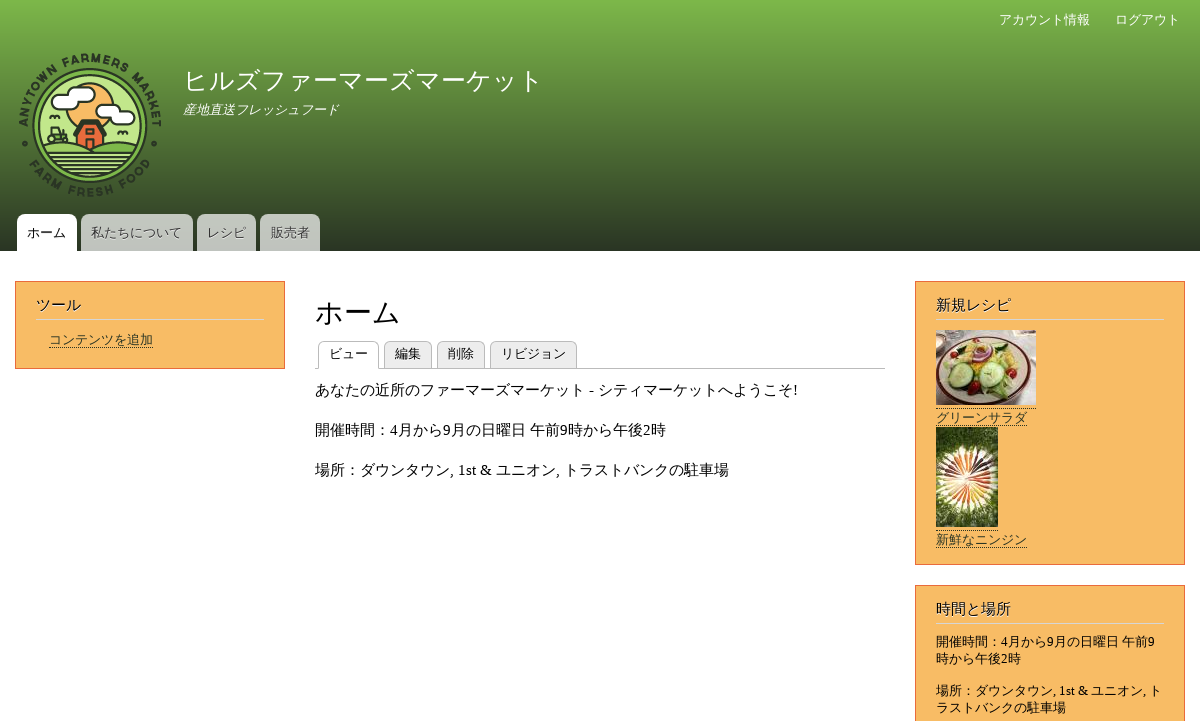 アカウント情報
ログアウト
ANYTOWN FARMERS MARKET
FARM FRESH FOOD
ヒルズファーマーズマーケット
産地直送フレッシュフード
ホーム
私たちについて
レシピ
販売者
ツール
コンテンツを追加
ホーム
ビュー
編集
削除
リビジョン
あなたの近所のファーマーズマーケット - シティマーケットへようこそ!
開催時間：4月から9月の日曜日 午前9時から午後2時
場所：ダウンタウン, 1st & ユニオン, トラストバンクの駐車場
新規レシピ
グリーンサラダ
新鮮なニンジン
時間と場所
開催時間：4月から9月の日曜日 午前9
時から午後2時
場所：ダウンタウン, 1st & ユニオン, ト
ラストバンクの駐車場